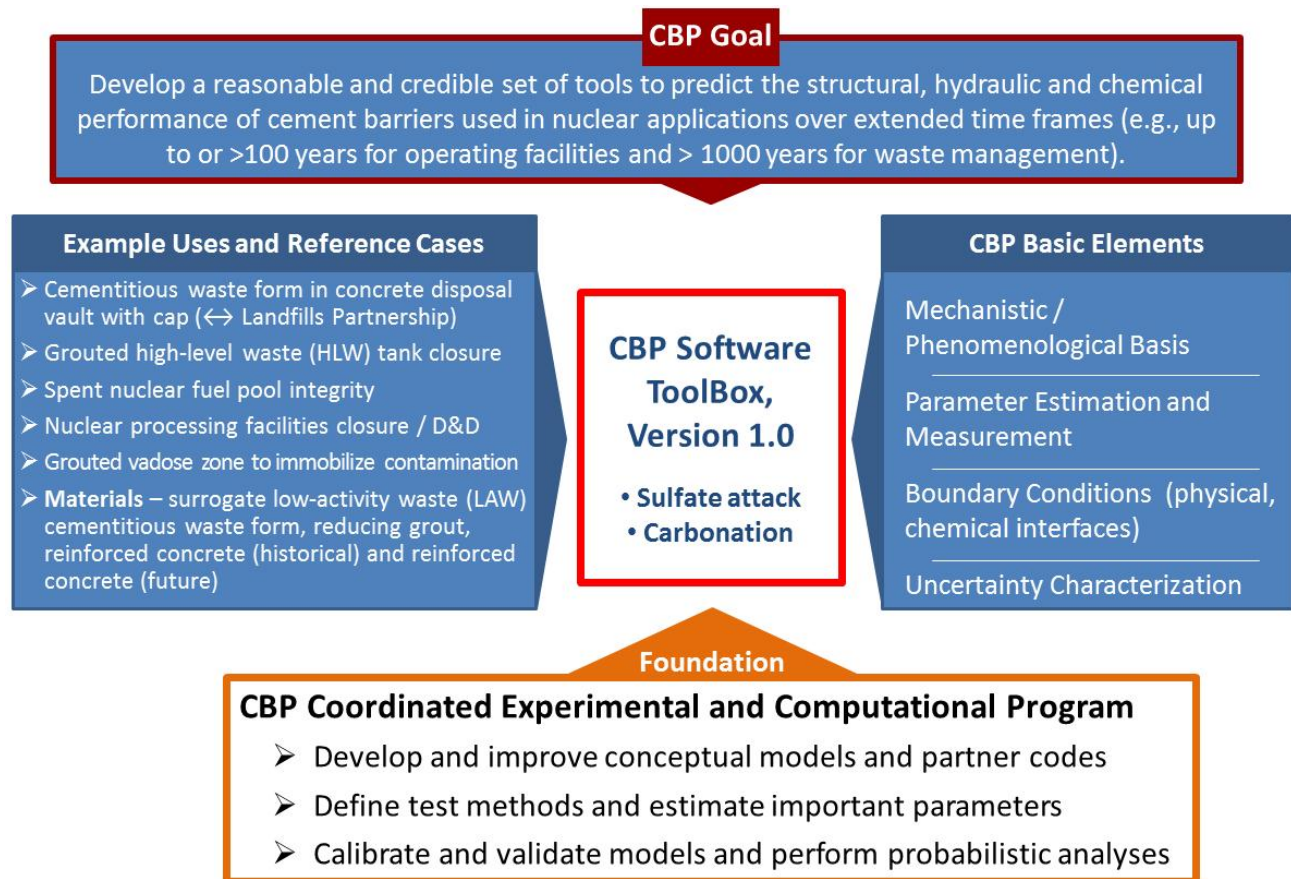 CBP Goal
Develop a reasonable and credible set of tools to predict the structural, hydraulic and chemical
performance of cement barriers used in nuclear applications over extended time frames (e.g., up
to or >100 years for operating facilities and > 1000 years for waste management).
Example Uses and Reference Cases
➢ Cementitious waste form in concrete disposal
vault with cap (↔ Landfills Partnership)
➢ Grouted high-level waste (HLW) tank closure
➢ Spent nuclear fuel pool integrity
➢ Nuclear processing facilities closure / D&D
➢ Grouted vadose zone to immobilize contamination
➢ Materials – surrogate low-activity waste (LAW)
cementitious waste form, reducing grout,
reinforced concrete (historical) and reinforced
concrete (future)
CBP Software
ToolBox,
Version 1.0
• Sulfate attack
• Carbonation
CBP Basic Elements
Mechanistic /
Phenomenological Basis
Parameter Estimation and
Measurement
Boundary Conditions (physical,
chemical interfaces)
Uncertainty Characterization
Foundation
CBP Coordinated Experimental and Computational Program
➢ Develop and improve conceptual models and partner codes
➢ Define test methods and estimate important parameters
➢ Calibrate and validate models and perform probabilistic analyses